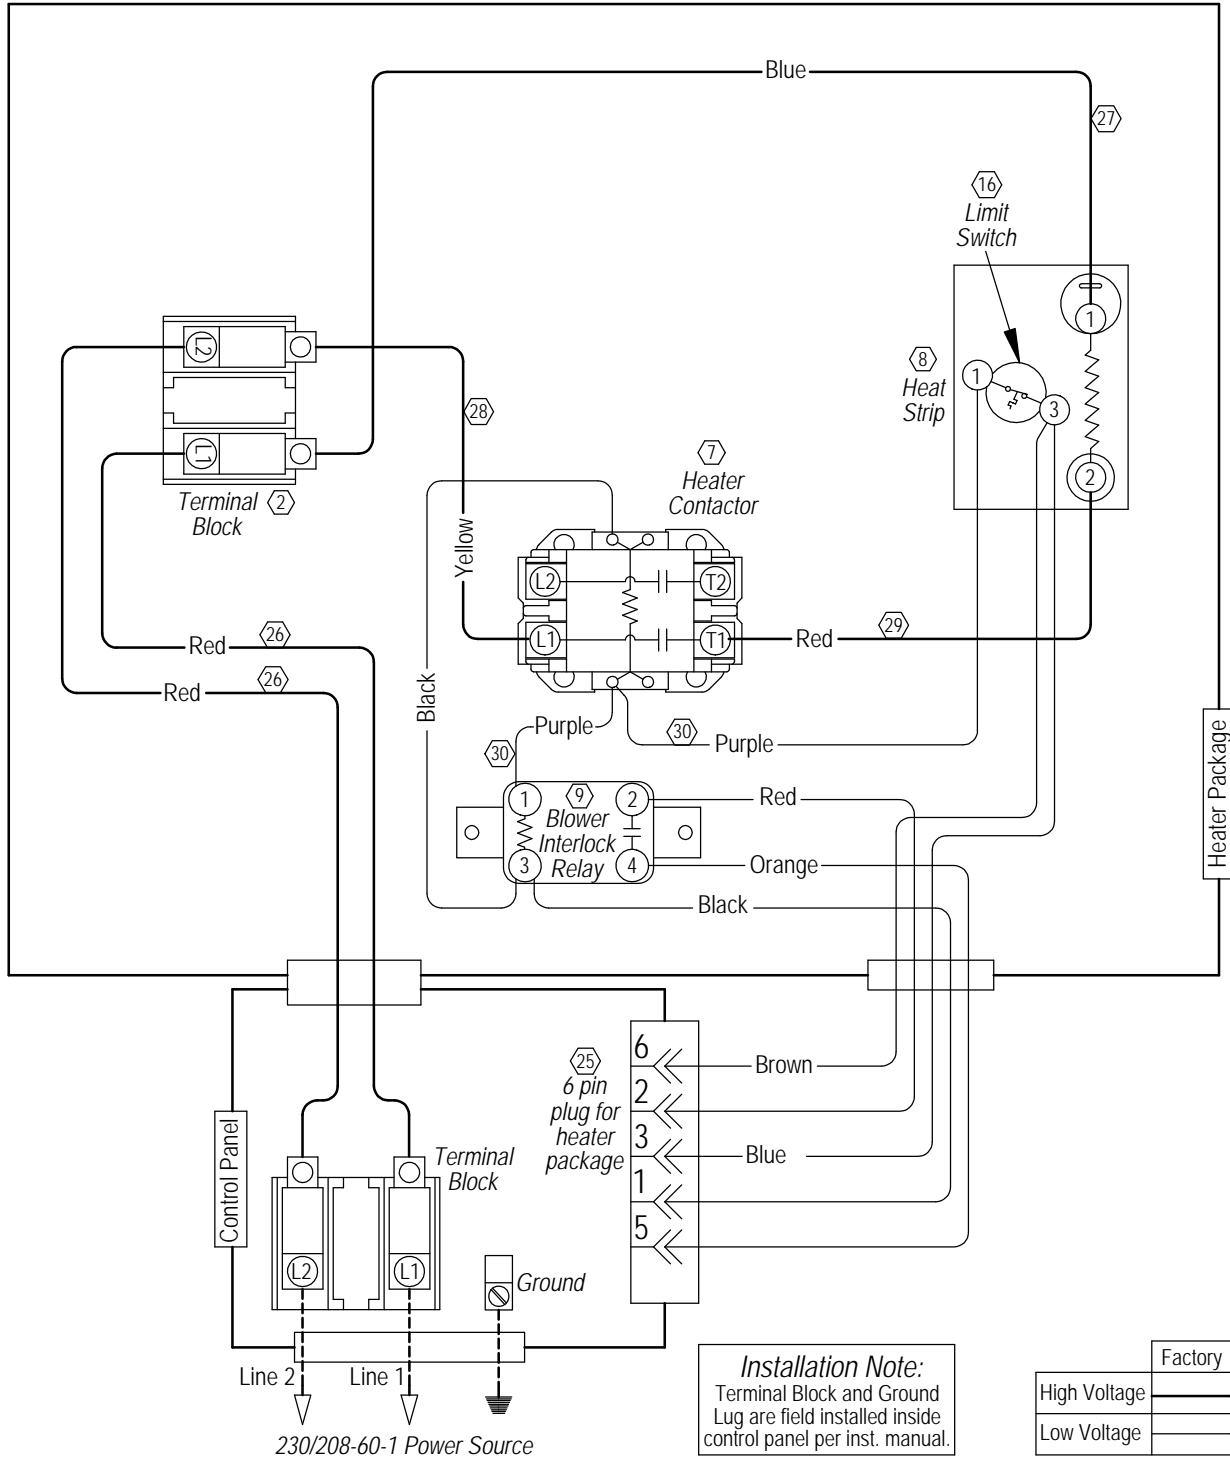 Blue
27
16
Limit
Switch
1
L2
8
Heat
Strip
1
3
28
L1
7
Heater
Contactor
2
Terminal
Block
2
Yellow
L2
T2
Black
L1
T1
Red
29
Red
26
Red
26
Purple
30
Purple
30
Heater Package
1
9
2
Red
Blower
Interlock
Relay
3
4
Orange
Black
6
Brown
25
6 pin
plug for
heater
package
2
3
Blue
1
5
Control Panel
Terminal
Block
L2
L1
Ground
Line 2
Line 1
230/208-60-1 Power Source
Installation Note:
Terminal Block and Ground
Lug are field installed inside
control panel per inst. manual.
Factory
High Voltage
Low Voltage